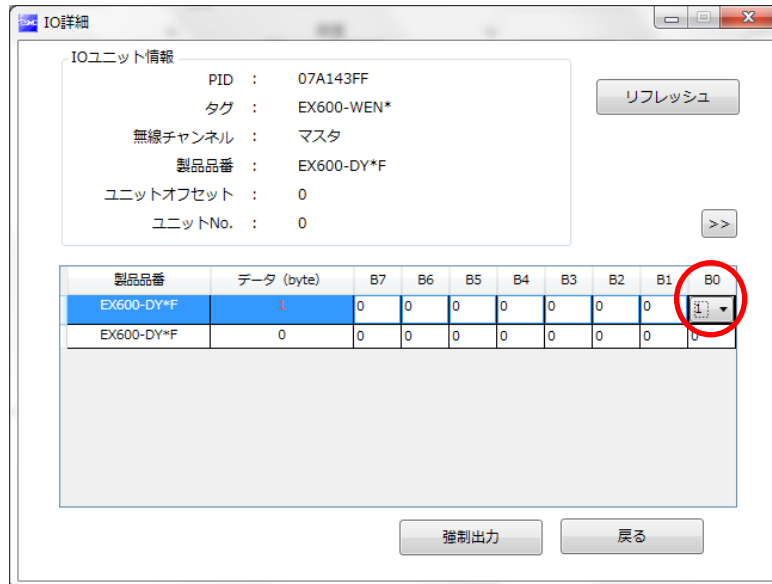 IO詳細
IOユニット情報
PID : 07A143FF
タグ : EX600-WEN*
無線チャンネル : マスタ
製品品番 : EX600-DY*F
ユニットオフセット : 0
ユニットNo. : 0
リフレッシュ
>>
製品品番 データ (byte) B7 B6 B5 B4 B3 B2 B1 B0
EX600-DY*F 1 0 0 0 0 0 0 0 1
EX600-DY*F 0 0 0 0 0 0 0 0 0
強制出力 戻る